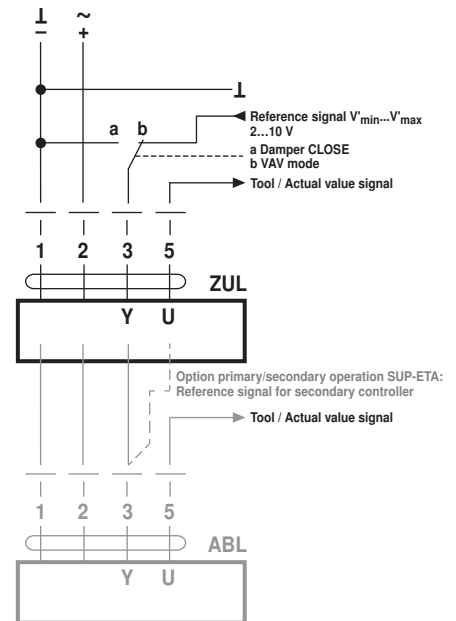 ⊥ ~
– +
⊥
a b
Reference signal V'min...V'max
2…10 V
a Damper CLOSE
b VAV mode
Tool / Actual value signal
1 2 3 5
ZUL
Y U
Option primary/secondary operation SUP-ETA:
Reference signal for secondary controller
Tool / Actual value signal
1 2 3 5
ABL
Y U